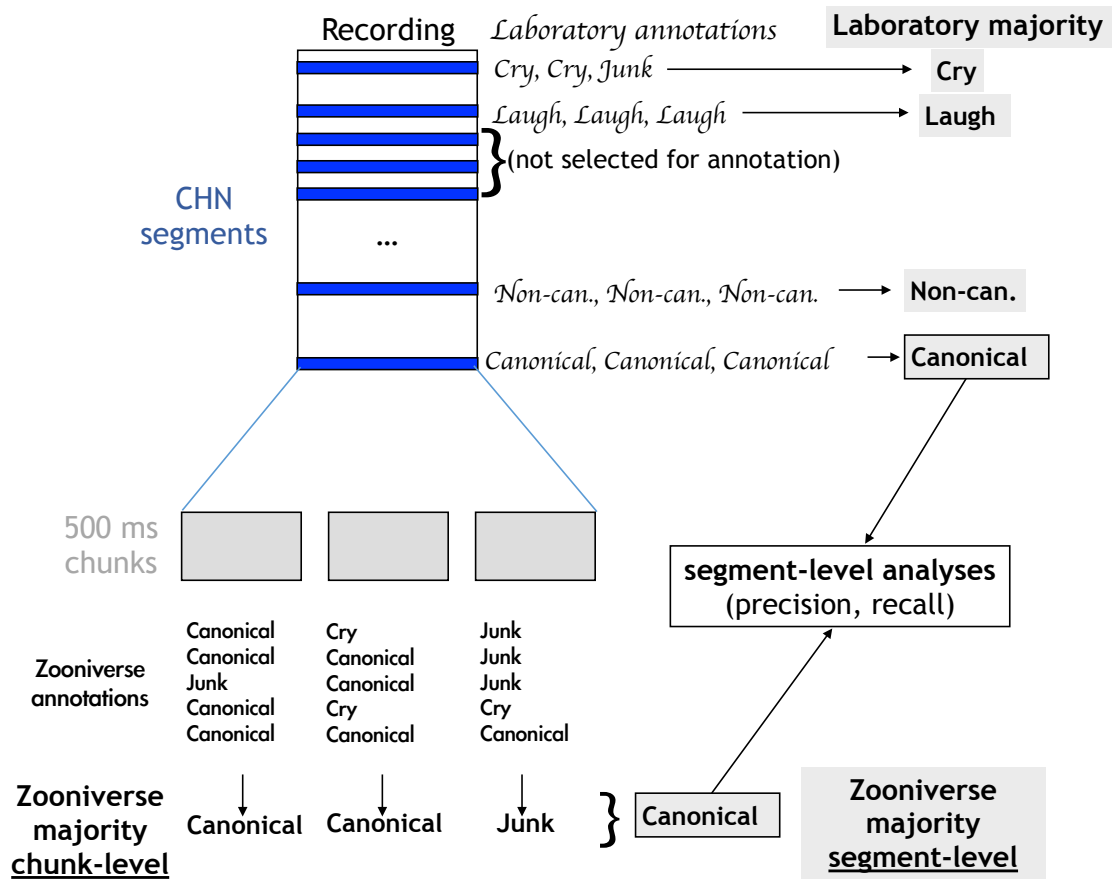 Recording
Laboratory annotations
Laboratory majority
Cry, Cry, Junk
Cry
Laugh, Laugh, Laugh
Laugh
(not selected for annotation)
CHN
segments
...
Non-can., Non-can., Non-can.
Non-can.
Canonical, Canonical, Canonical
Canonical
500 ms
chunks
segment-level analyses
(precision, recall)
Zooniverse
annotations
Canonical
Canonical
Junk
Canonical
Canonical
Cry
Canonical
Canonical
Cry
Canonical
Junk
Junk
Junk
Cry
Canonical
Zooniverse
majority
chunk-level
Canonical
Canonical
Junk
Canonical
Zooniverse
majority
segment-level